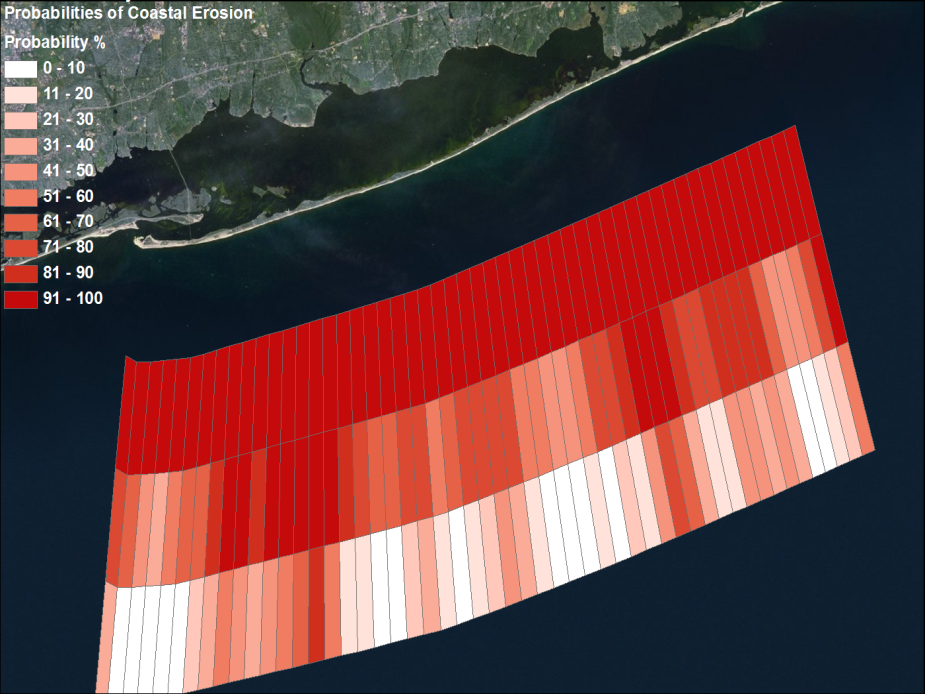 Probabilities of Coastal Erosion
Probability %
0 - 10
11 - 20
21 - 30
31 - 40
41 - 50
51 - 60
61 - 70
71 - 80
81 - 90
91 - 100